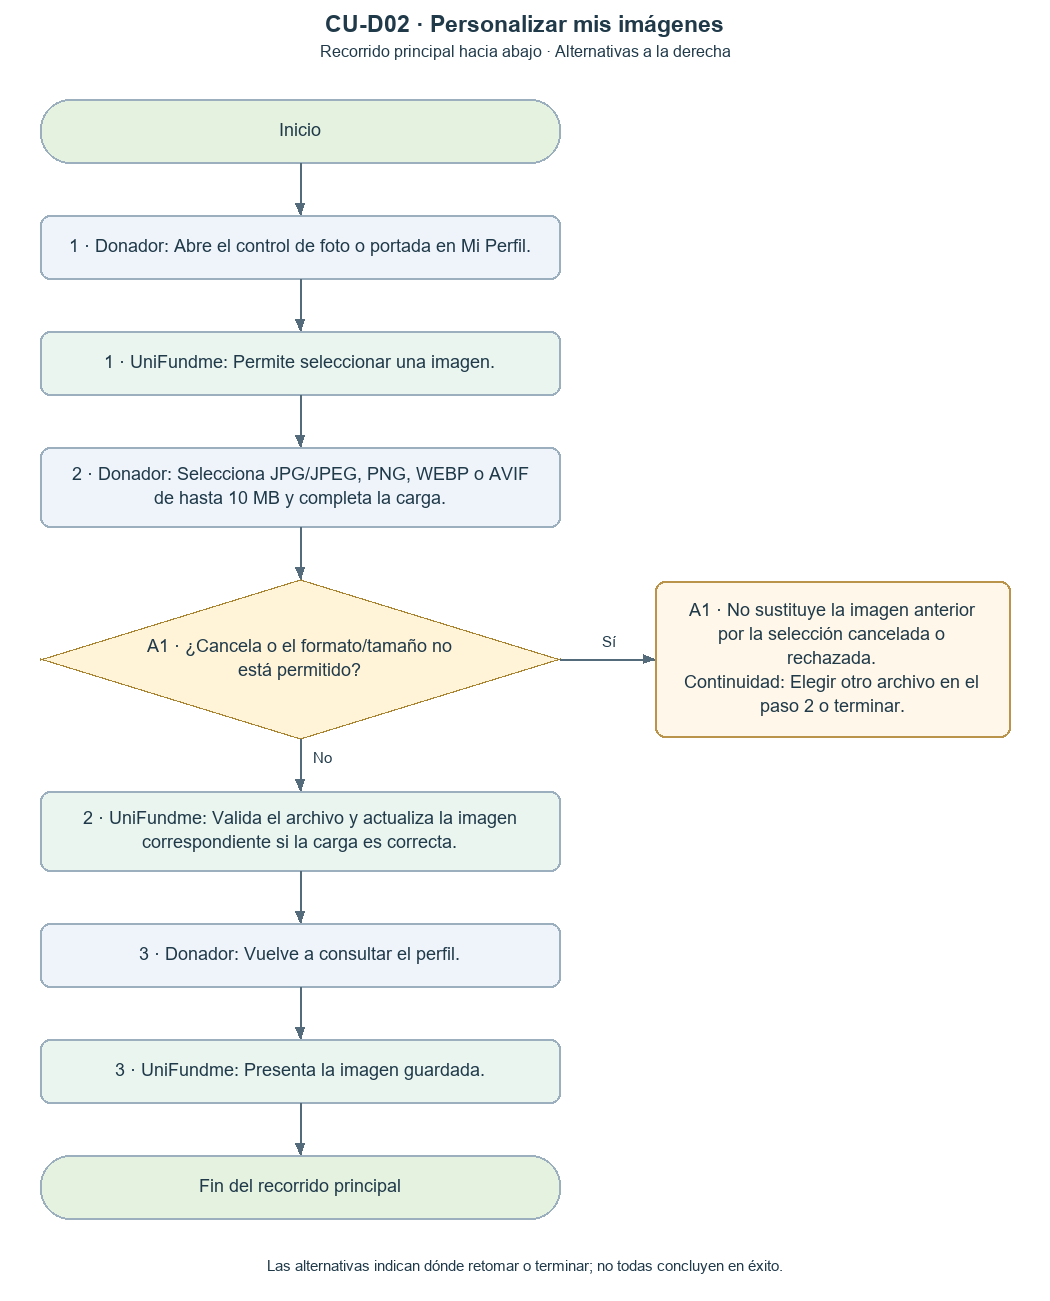 CU-D02 · Personalizar mis imágenes
Recorrido principal hacia abajo · Alternativas a la derecha
Inicio
1 · Donador: Abre el control de foto o portada en Mi Perfil.
1 · UniFundme: Permite seleccionar una imagen.
2 · Donador: Selecciona JPG/JPEG, PNG, WEBP o AVIF
de hasta 10 MB y completa la carga.
A1 · ¿Cancela o el formato/tamaño no
está permitido?
Sí
A1 · No sustituye la imagen anterior
por la selección cancelada o
rechazada.
Continuidad: Elegir otro archivo en el
paso 2 o terminar.
No
2 · UniFundme: Valida el archivo y actualiza la imagen
correspondiente si la carga es correcta.
3 · Donador: Vuelve a consultar el perfil.
3 · UniFundme: Presenta la imagen guardada.
Fin del recorrido principal
Las alternativas indican dónde retomar o terminar; no todas concluyen en éxito.